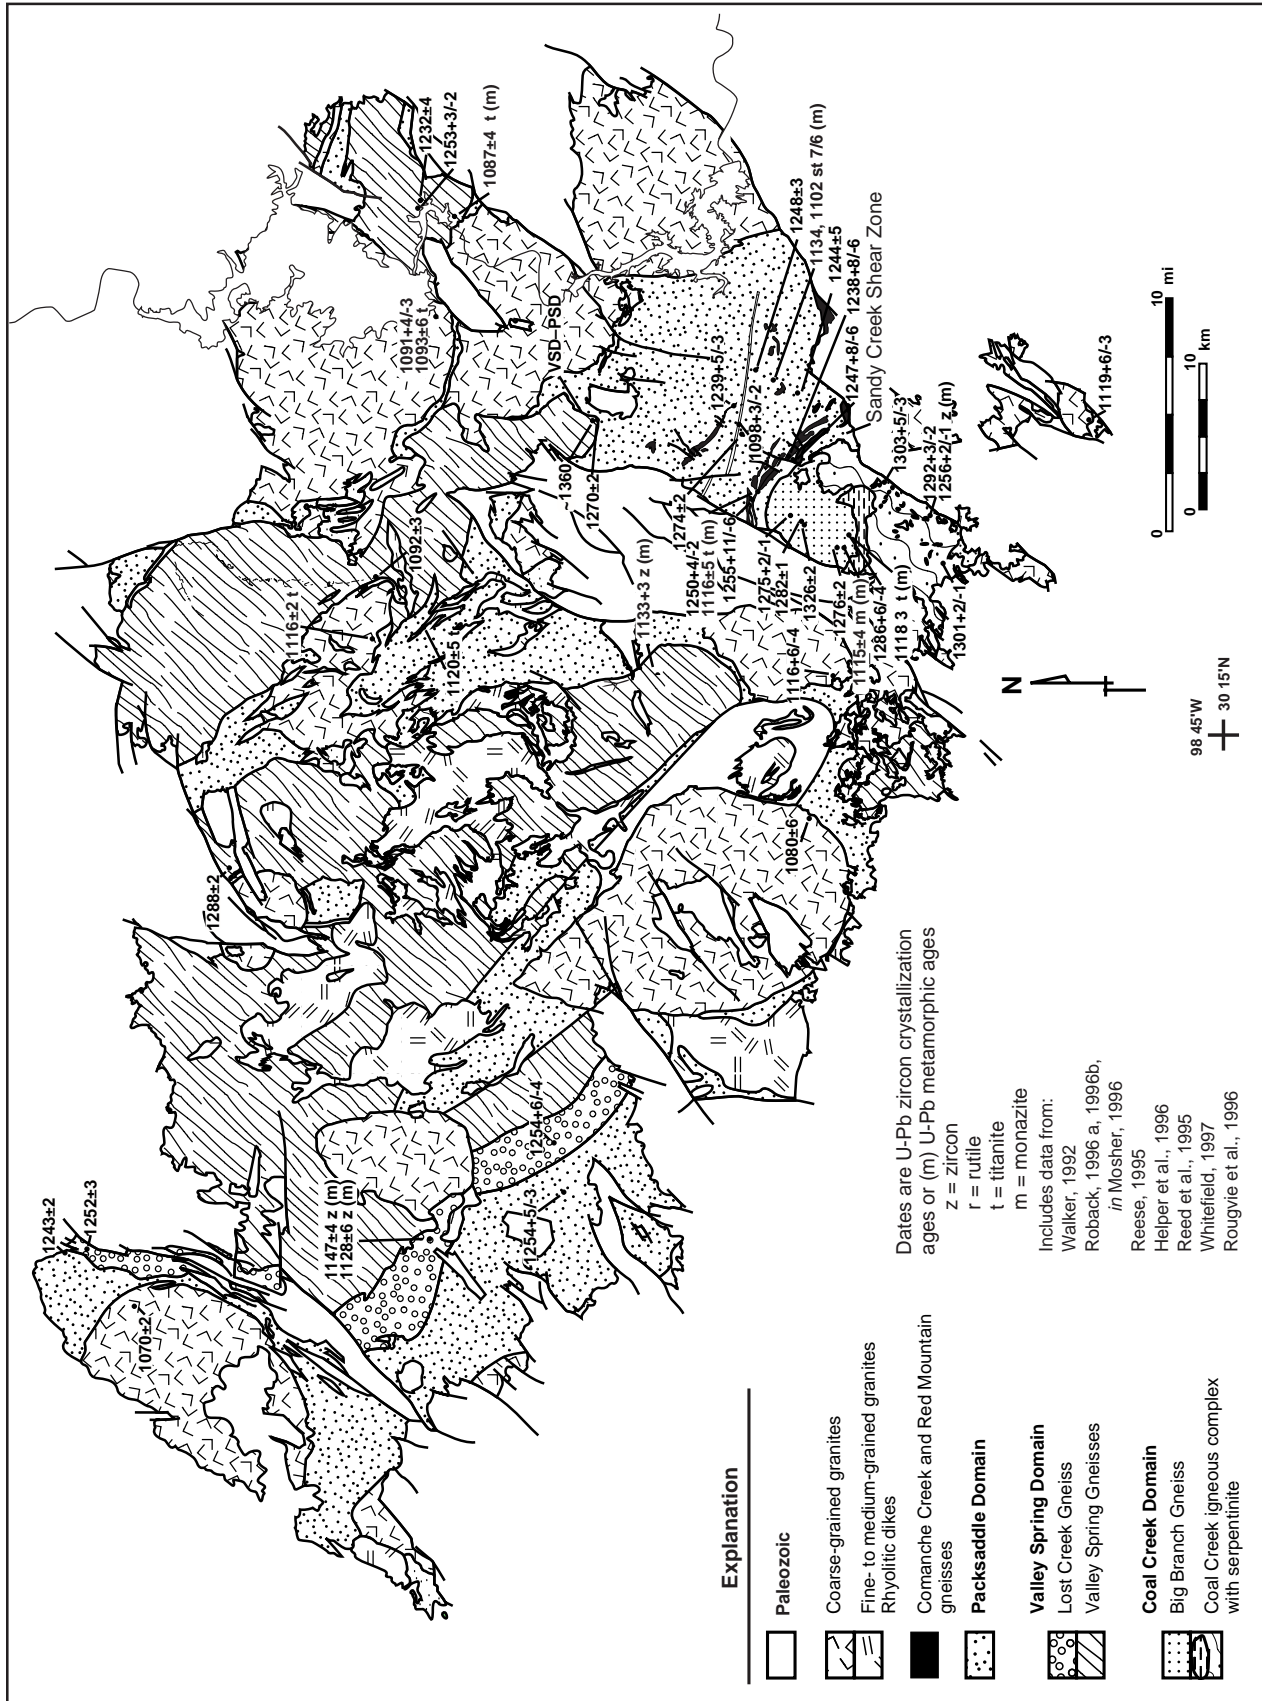 1243±2
1252±3
1070±2
1147±4 z (m)
1128±6 z (m)
1254+5/-3
1254+6/-4
1288±2
1116±2 t
1120±5 t
1092±3
1091+4/-3
1093±6 t
1232±4
1253+3/-2
1087±4 t (m)
VSD–PSD
~1360
1270±2
1133+3 z (m)
1274±2
1250+4/-2
1116±5 t (m)
1255+11/-6
1275+2/-1
1282±1
1326±2
1276±2
1116+6/-4
1115±4 m (m)
1286+6/-4
1118 3 t (m)
1301+2/-1
1080±6
1239+5/-3
1098+3/-2
1248±3
1134, 1102 st 7/6 (m)
1244±5
1238+8/-6
1247+8/-6
Sandy Creek Shear Zone
1303+5/-3
1292+3/-2
1256+2/-1 z (m)
1119+6/-3
0
10
mi
0
10
km
N
98 45'W
30 15'N
Explanation
Paleozoic
Coarse-grained granites
Fine- to medium-grained granites
Rhyolitic dikes
Comanche Creek and Red Mountain
gneisses
Packsaddle Domain
Valley Spring Domain
Lost Creek Gneiss
Valley Spring Gneisses
Coal Creek Domain
Big Branch Gneiss
Coal Creek igneous complex
with serpentinite
Dates are U-Pb zircon crystallization
ages or (m) U-Pb metamorphic ages
z = zircon
r = rutile
t = titanite
m = monazite
Includes data from:
Walker, 1992
Roback, 1996 a, 1996b,
in Mosher, 1996
Reese, 1995
Helper et al., 1996
Reed et al., 1995
Whitefield, 1997
Rougvie et al., 1996